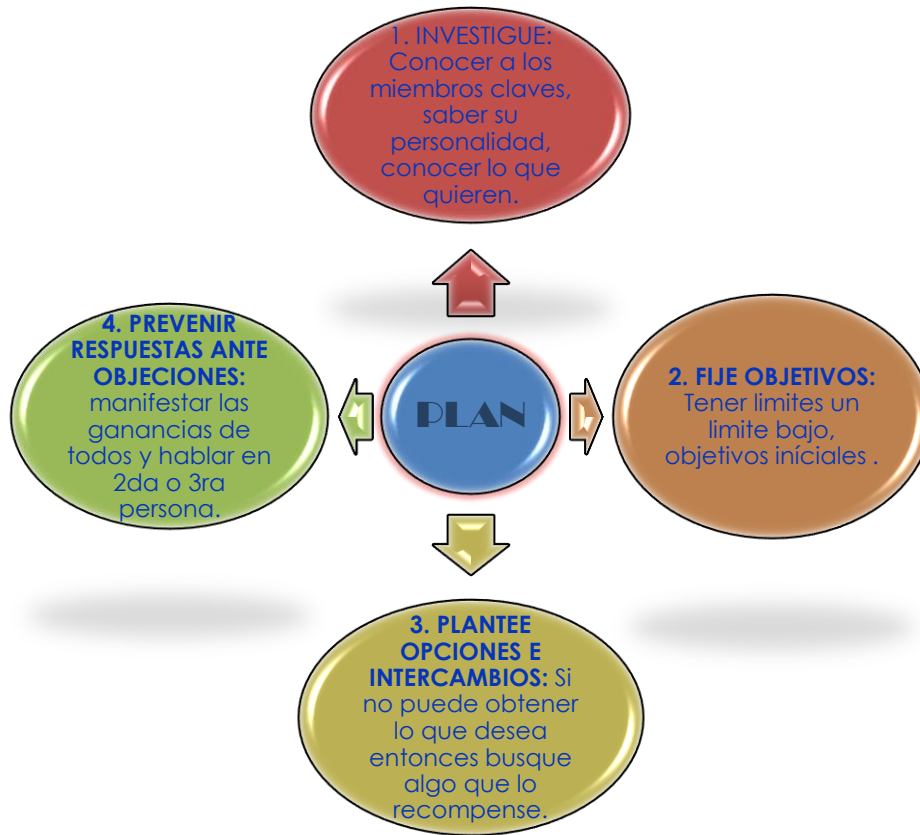 1. INVESTIGUE:
Conocer a los
miembros claves,
saber su
personalidad,
conocer lo que
quieren.
PLAN
2. FIJE OBJETIVOS:
Tener limites un
limite bajo,
objetivos iníciales .
3. PLANTEE
OPCIONES E
INTERCAMBIOS: Si
no puede obtener
lo que desea
entonces busque
algo que lo
recompense.
4. PREVENIR
RESPUESTAS ANTE
OBJECIONES:
manifestar las
ganancias de
todos y hablar en
2da o 3ra
persona.